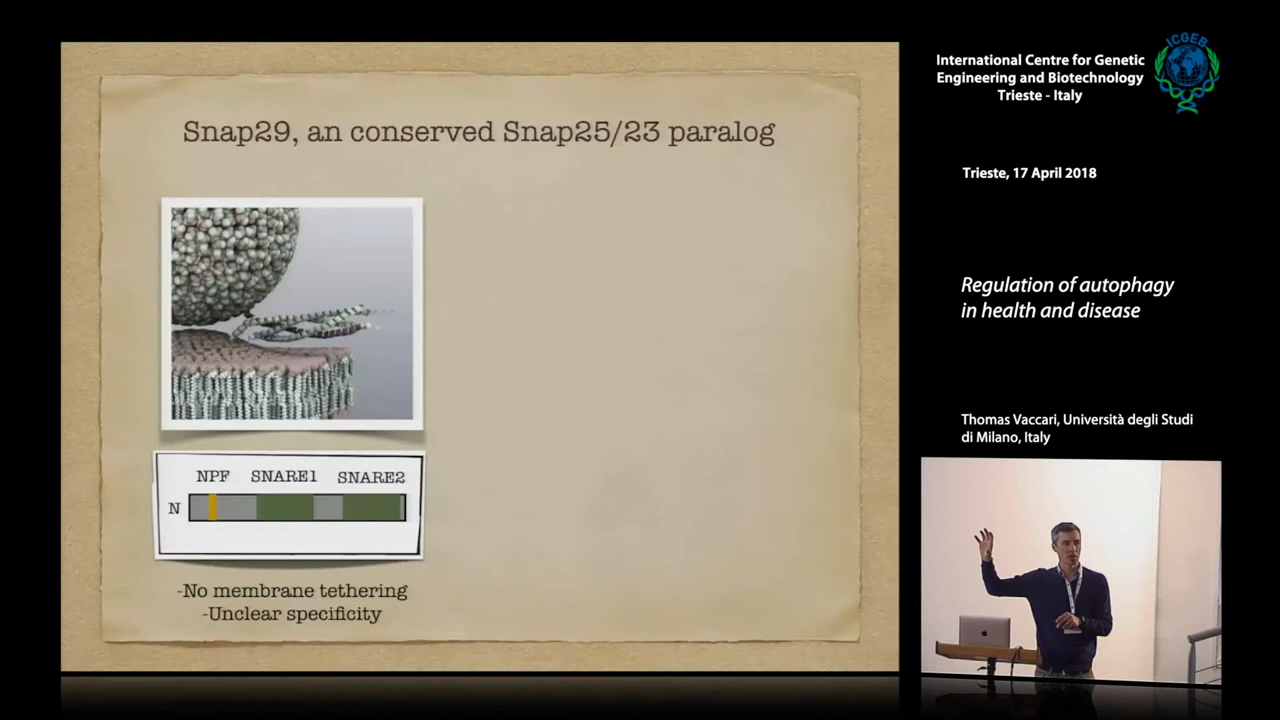 Snap29, an conserved Snap25/23 paralog
NPF SNARE1 SNARE2
N
-No membrane tethering
-Unclear specificity
International Centre for Genetic
Engineering and Biotechnology
Trieste - Italy
ICGEB
Trieste, 17 April 2018
Regulation of autophagy
in health and disease
Thomas Vaccari, Università degli Studi
di Milano, Italy